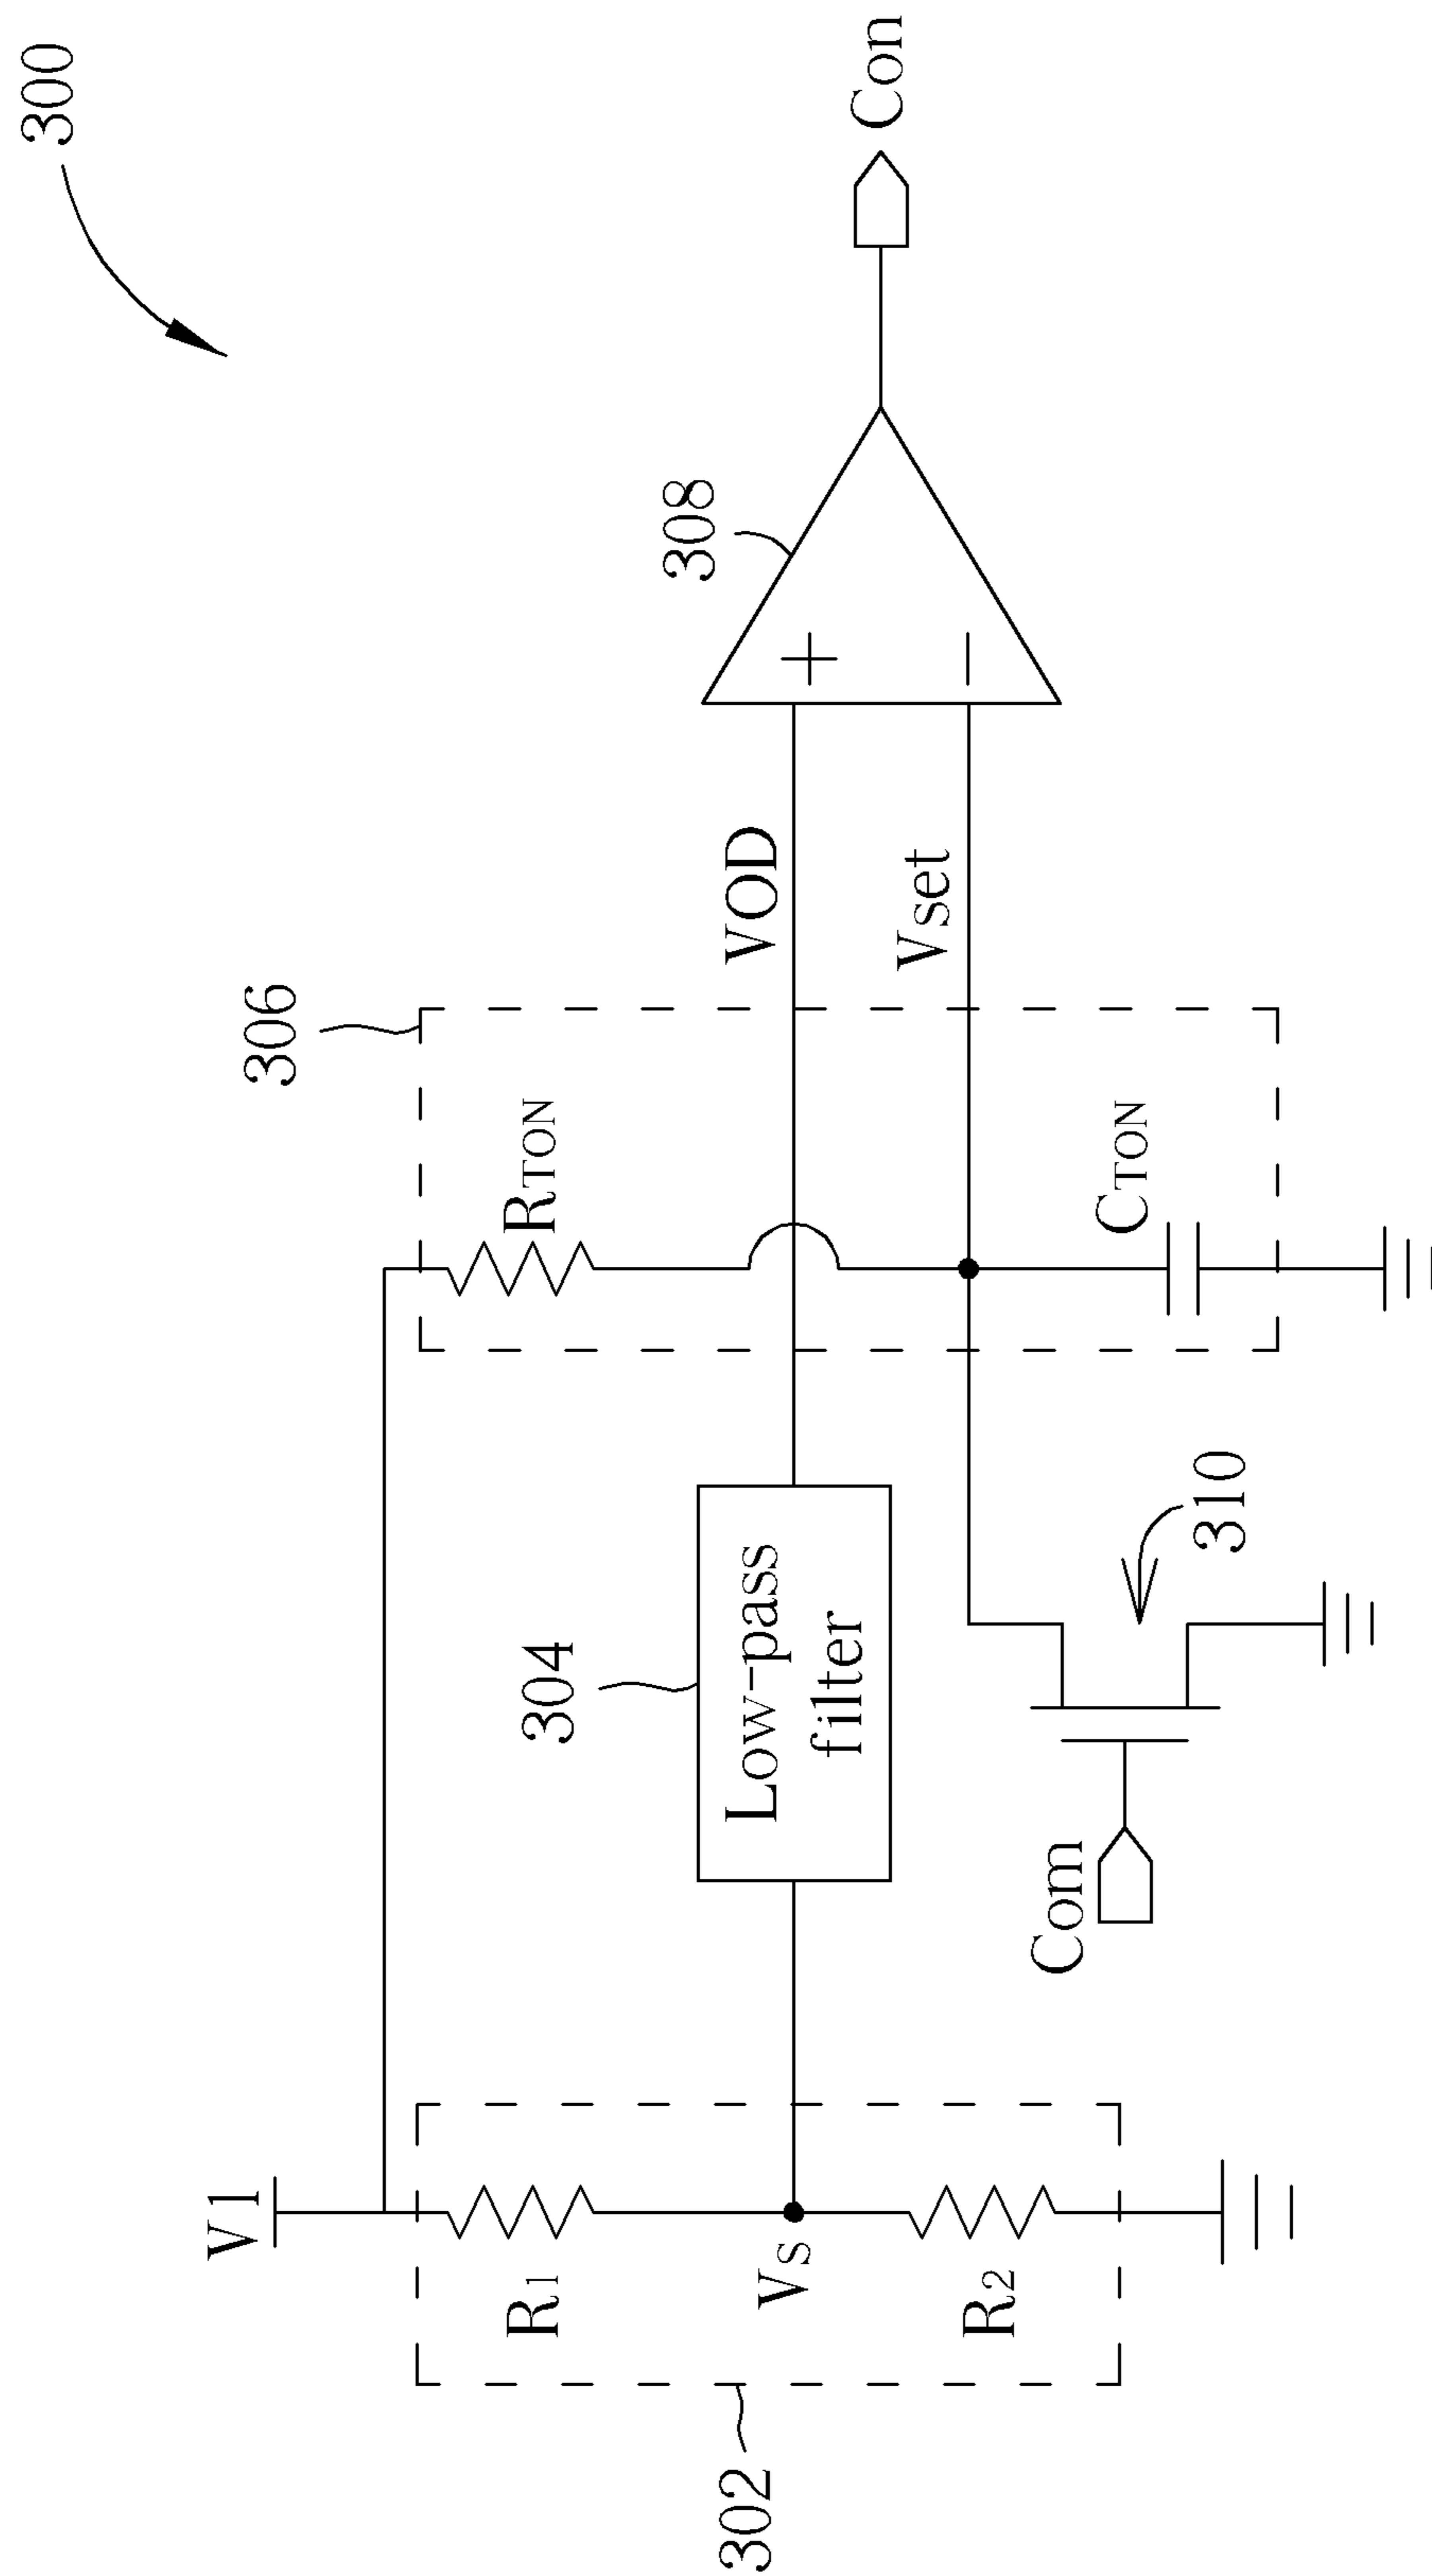 300
306
RTON
308
V1
R1
304
Low-pass
filter
VOD
+
Con
Vs
Vset
−
302
R2
Com
310
CTON